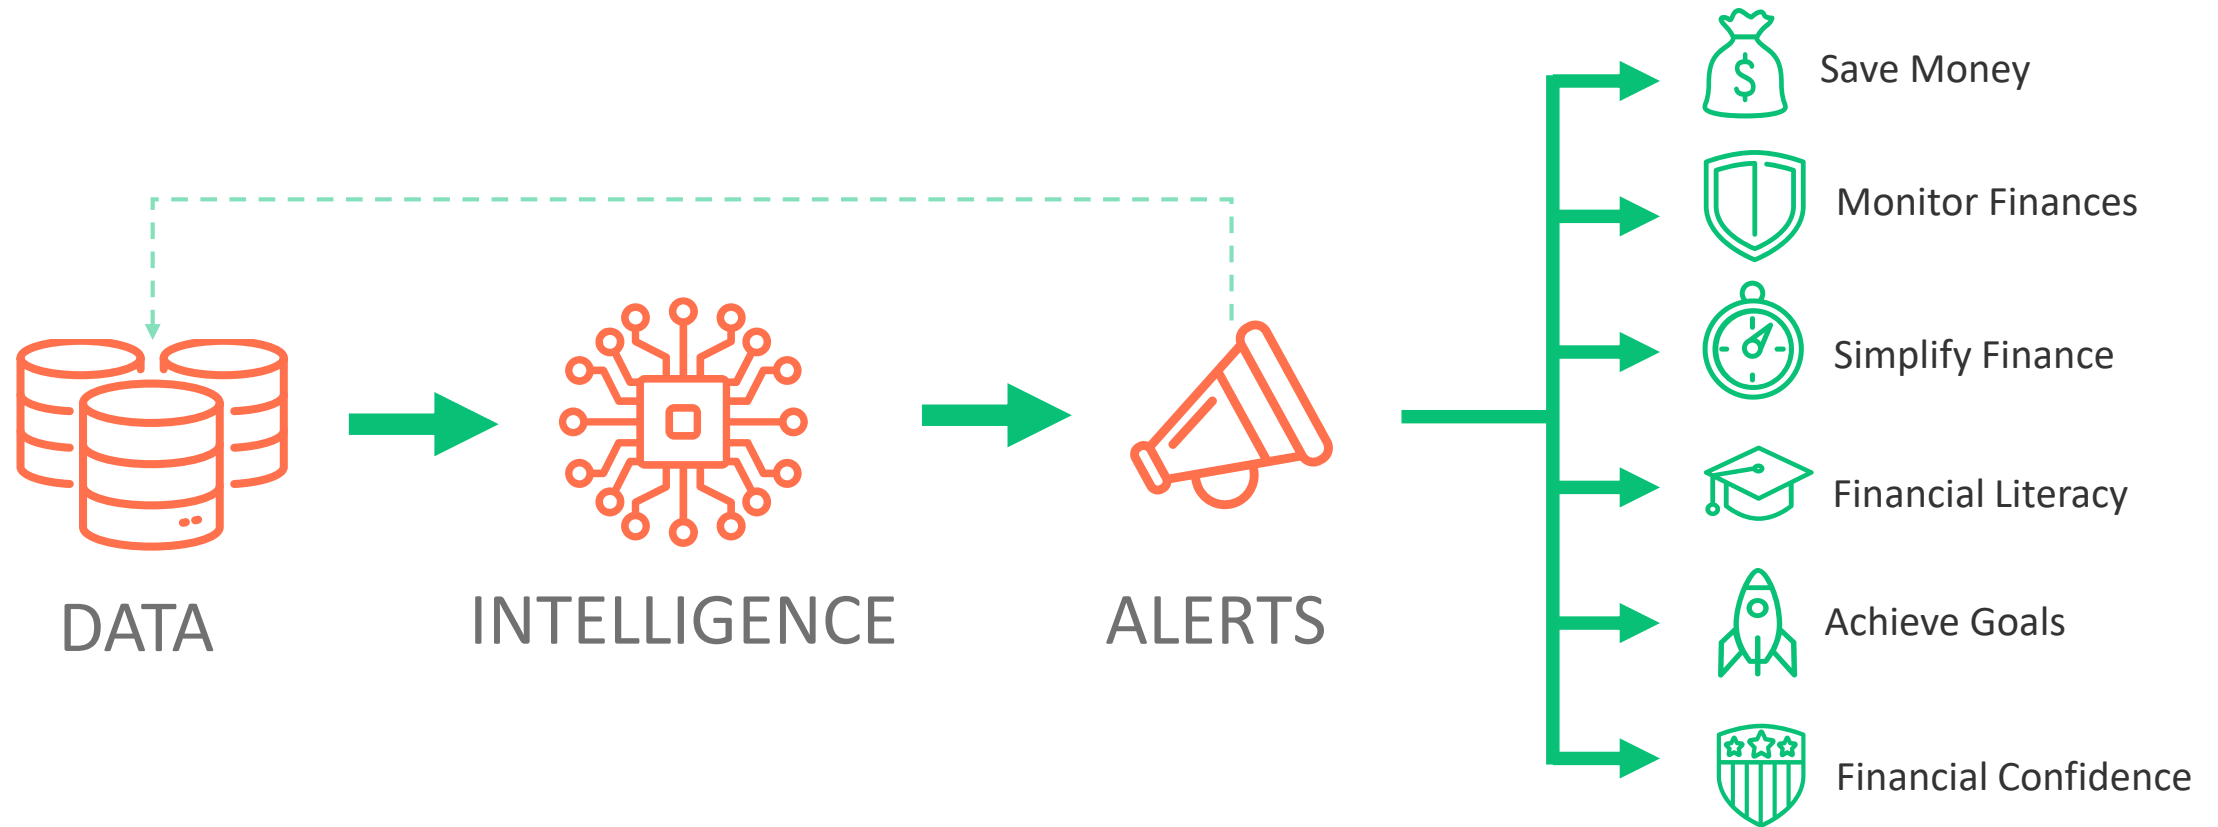 Save Money
Monitor Finances
Simplify Finance
Financial Literacy
Achieve Goals
Financial Confidence
DATA
INTELLIGENCE
ALERTS
$